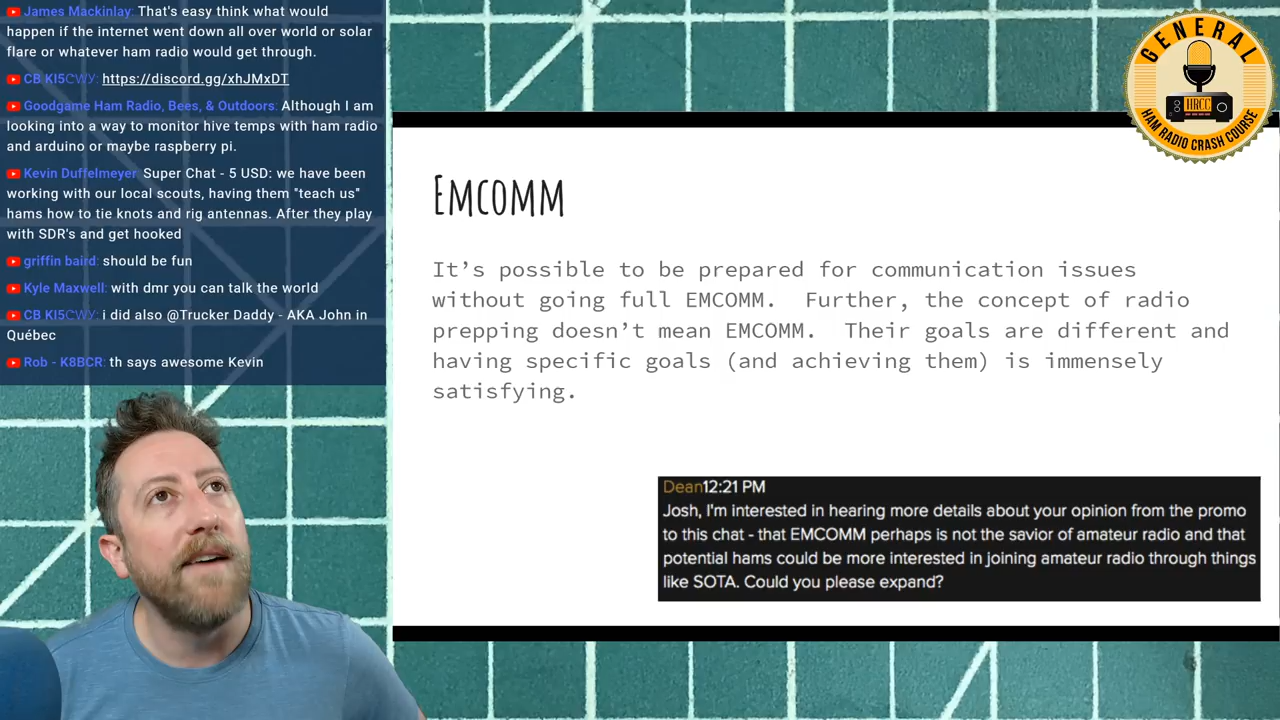 James Mackinlay: That's easy think what would
happen if the internet went down all over world or solar
flare or whatever ham radio would get through.
CB KI5CWY: https://discord.gg/xhJMxDT
Goodgame Ham Radio, Bees, & Outdoors: Although I am
looking into a way to monitor hive temps with ham radio
and arduino or maybe raspberry pi.
Kevin Duffelmeyer: Super Chat - 5 USD: we have been
working with our local scouts, having them "teach us"
hams how to tie knots and rig antennas. After they play
with SDR's and get hooked
griffin baird: should be fun
Kyle Maxwell: with dmr you can talk the world
CB KI5CWY: i did also @Trucker Daddy - AKA John in
Québec
Rob - K8BCR: th says awesome Kevin
GENERAL
HRCC
HAM RADIO CRASH COURSE
EMCOMM
It's possible to be prepared for communication issues
without going full EMCOMM. Further, the concept of radio
prepping doesn't mean EMCOMM. Their goals are different and
having specific goals (and achieving them) is immensely
satisfying.
Dean12:21 PM
Josh, I'm interested in hearing more details about your opinion from the promo
to this chat - that EMCOMM perhaps is not the savior of amateur radio and that
potential hams could be more interested in joining amateur radio through things
like SOTA. Could you please expand?